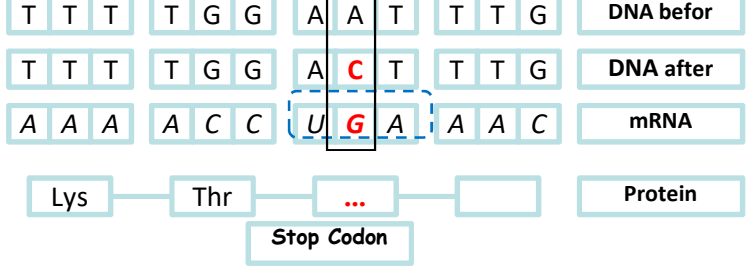 T T T T G G A A T T T G DNA befor
T T T T G G A C T T T G DNA after
A A A A C C U G A A A C mRNA
Lys Thr ... Protein
Stop Codon